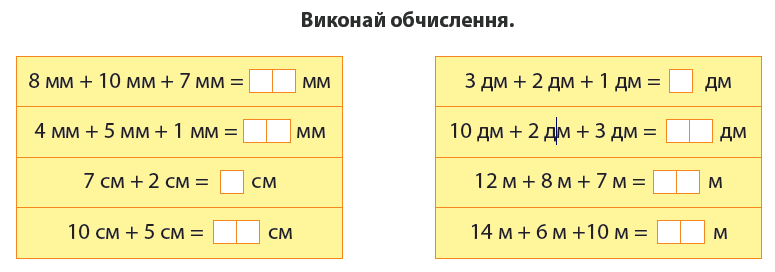 Виконай обчислення.
8 мм + 10 мм + 7 мм = мм
4 мм + 5 мм + 1 мм = мм
7 см + 2 см = см
10 см + 5 см = см
3 дм + 2 дм + 1 дм = дм
10 дм + 2 дм + 3 дм = дм
12 м + 8 м + 7 м = м
14 м + 6 м +10 м = м